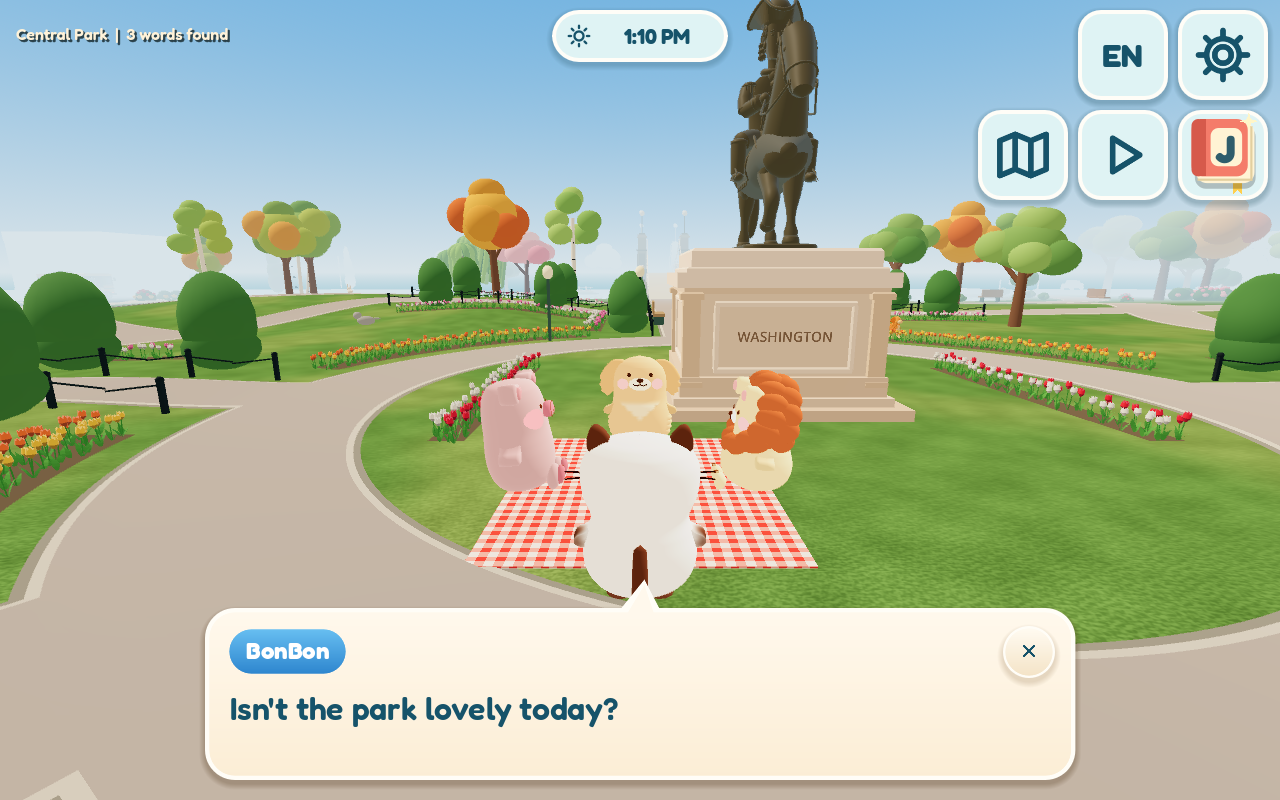 Central Park | 3 words found
1:10 PM
EN
J
WASHINGTON
BonBon
Isn't the park lovely today?